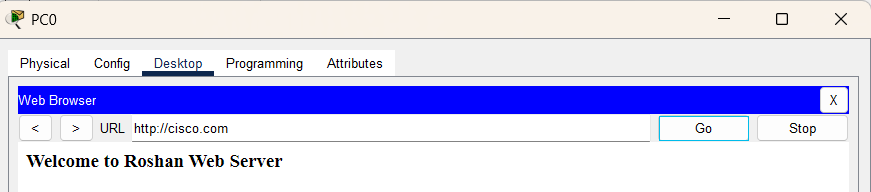 PC0
Physical Config Desktop Programming Attributes
Web Browser X
< > URL http://cisco.com Go Stop
Welcome to Roshan Web Server